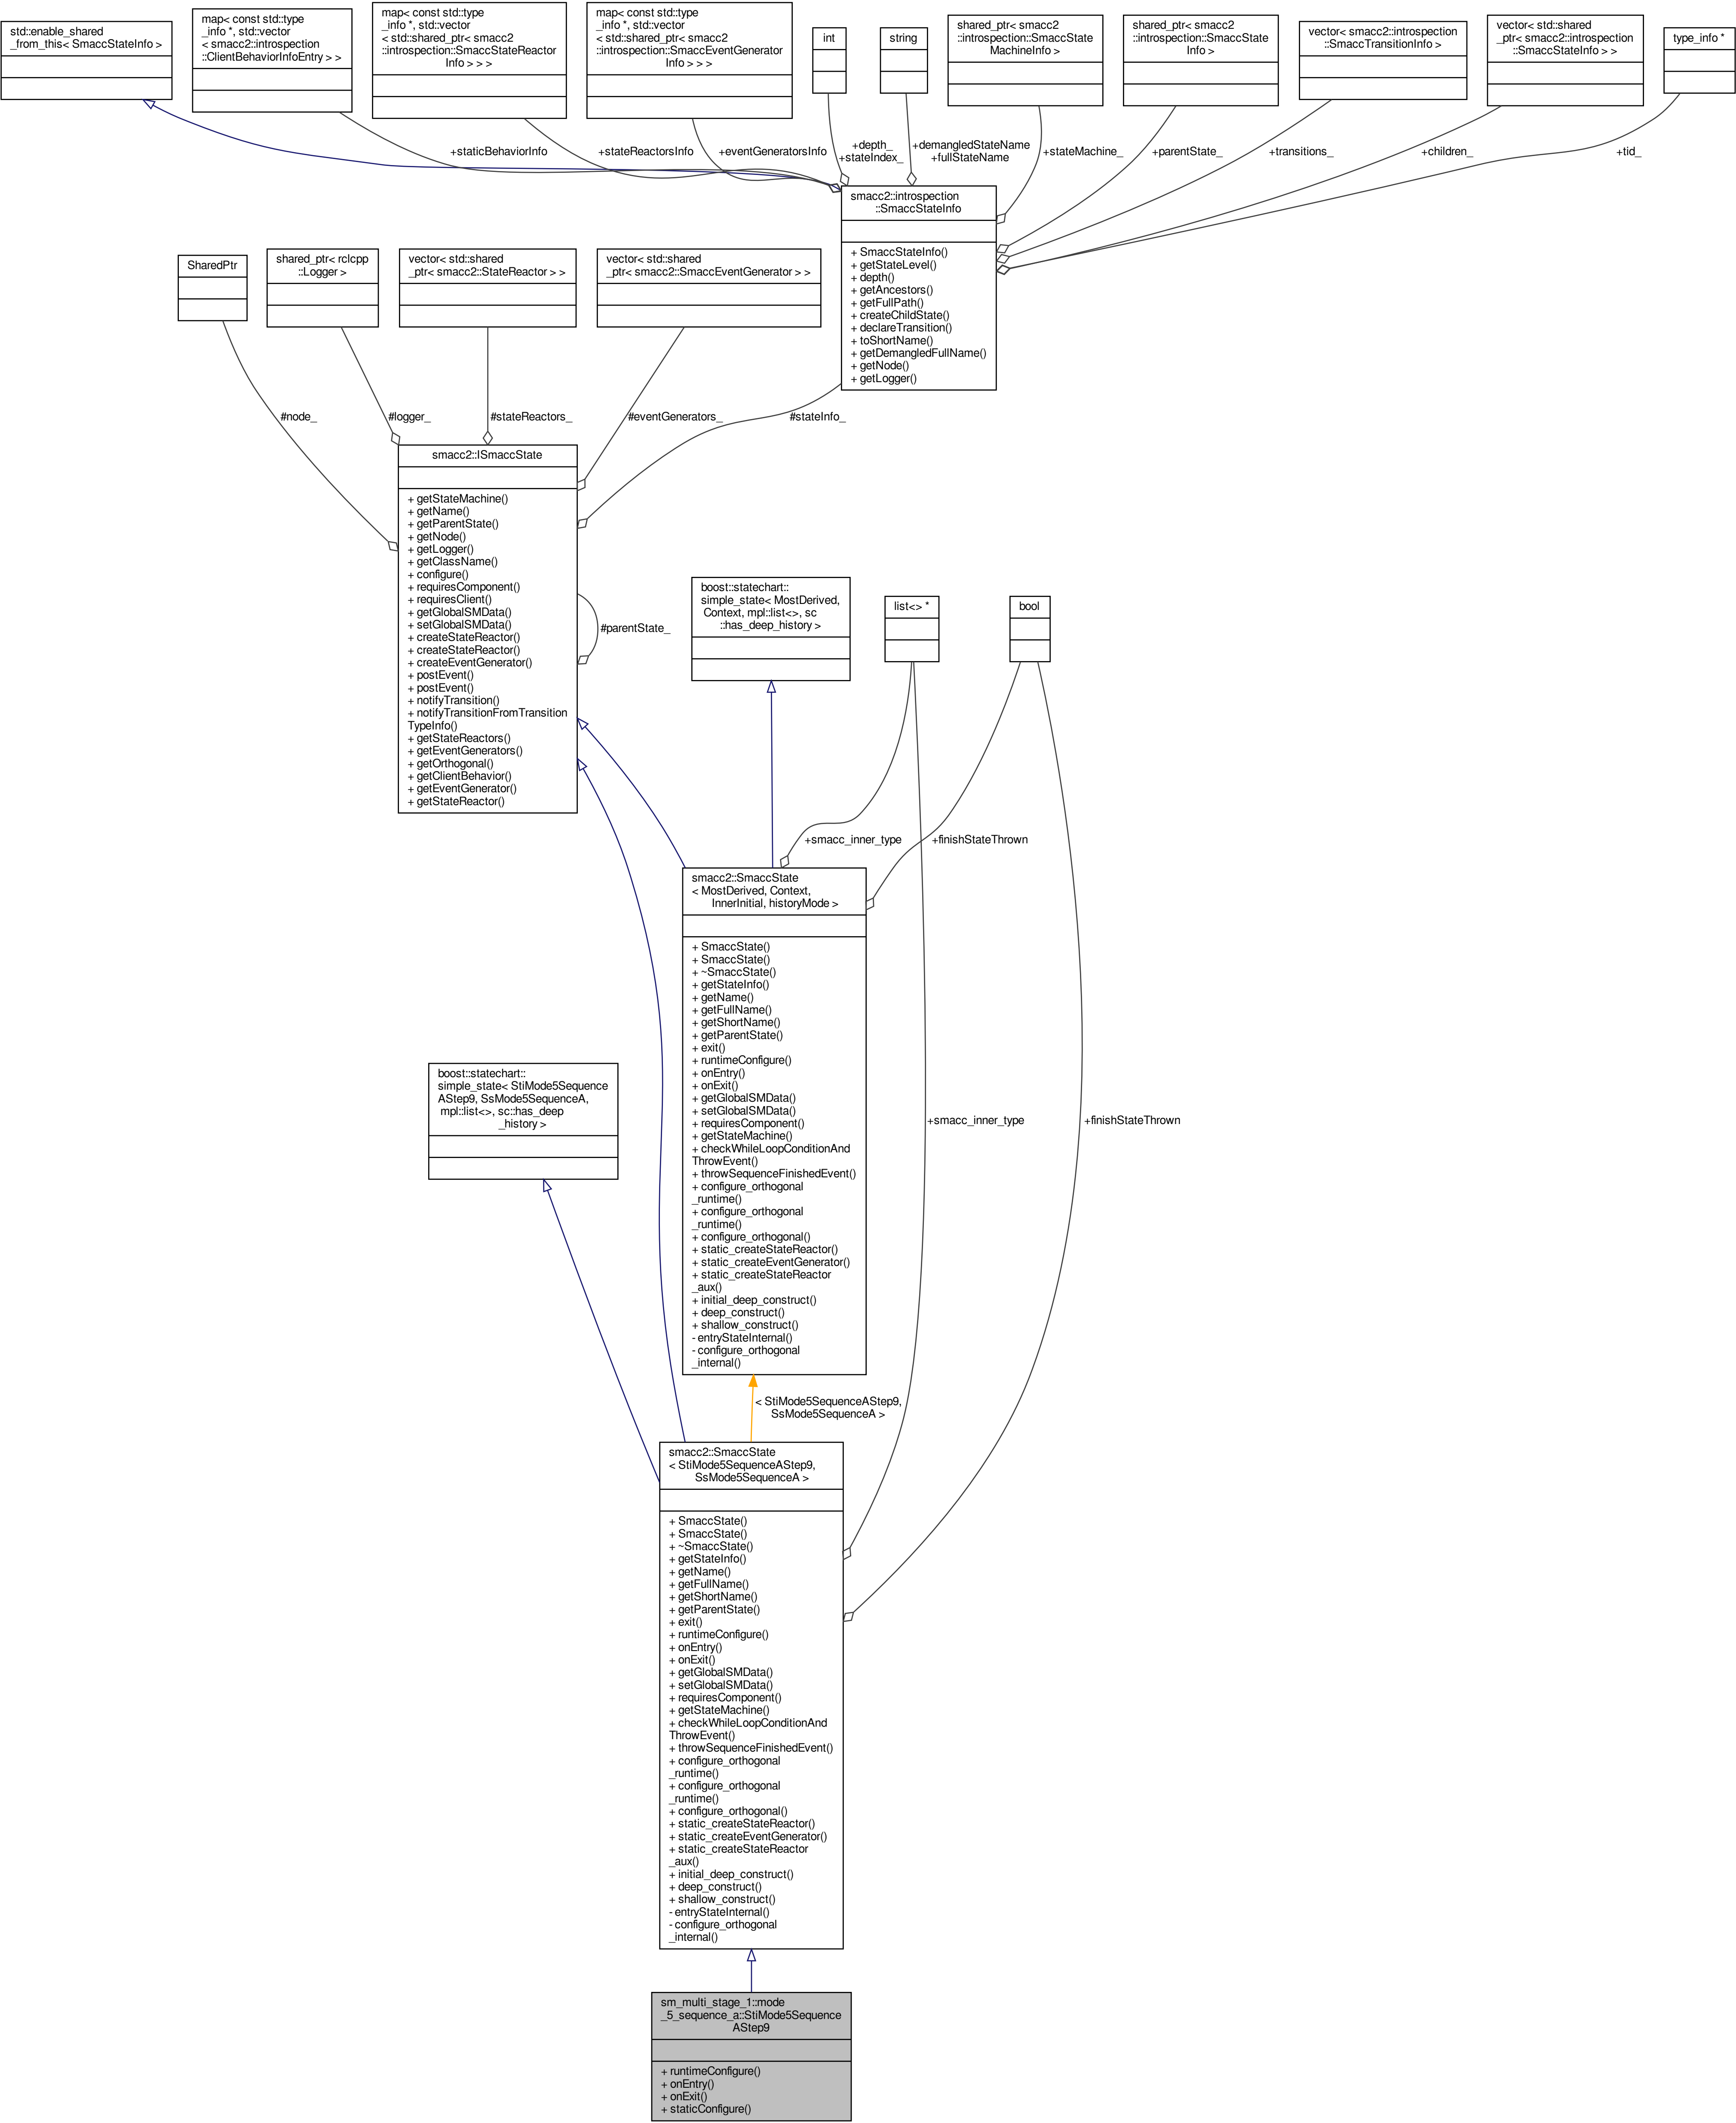 std::enable_shared
_from_this< SmaccStateInfo >
map< const std::type
_info *, std::vector
< smacc2::introspection
::ClientBehaviorInfoEntry > >
map< const std::type
_info *, std::vector
< std::shared_ptr< smacc2
::introspection::SmaccStateReactor
Info > > >
map< const std::type
_info *, std::vector
< std::shared_ptr< smacc2
::introspection::SmaccEventGenerator
Info > > >
int
string
shared_ptr< smacc2
::introspection::SmaccState
MachineInfo >
shared_ptr< smacc2
::introspection::SmaccState
Info >
vector< smacc2::introspection
::SmaccTransitionInfo >
vector< std::shared
_ptr< smacc2::introspection
::SmaccStateInfo > >
type_info *
+staticBehaviorInfo
+stateReactorsInfo
+eventGeneratorsInfo
+depth_
+stateIndex_
+demangledStateName
+fullStateName
+stateMachine_
+parentState_
+transitions_
+children_
+tid_
smacc2::introspection
::SmaccStateInfo
+ SmaccStateInfo()
+ getStateLevel()
+ depth()
+ getAncestors()
+ getFullPath()
+ createChildState()
+ declareTransition()
+ toShortName()
+ getDemangledFullName()
+ getNode()
+ getLogger()
SharedPtr
shared_ptr< rclcpp
::Logger >
vector< std::shared
_ptr< smacc2::StateReactor > >
vector< std::shared
_ptr< smacc2::SmaccEventGenerator > >
#node_
#logger_
#stateReactors_
#eventGenerators_
#stateInfo_
smacc2::ISmaccState
+ getStateMachine()
+ getName()
+ getParentState()
+ getNode()
+ getLogger()
+ getClassName()
+ configure()
+ requiresComponent()
+ requiresClient()
+ getGlobalSMData()
+ setGlobalSMData()
+ createStateReactor()
+ createStateReactor()
+ createEventGenerator()
+ postEvent()
+ postEvent()
+ notifyTransition()
+ notifyTransitionFromTransition
TypeInfo()
+ getStateReactors()
+ getEventGenerators()
+ getOrthogonal()
+ getClientBehavior()
+ getEventGenerator()
+ getStateReactor()
#parentState_
boost::statechart::
simple_state< MostDerived,
Context, mpl::list<>, sc
::has_deep_history >
list<> *
bool
+smacc_inner_type
+finishStateThrown
smacc2::SmaccState
< MostDerived, Context,
InnerInitial, historyMode >
+ SmaccState()
+ SmaccState()
+ ~SmaccState()
+ getStateInfo()
+ getName()
+ getFullName()
+ getShortName()
+ getParentState()
+ exit()
+ runtimeConfigure()
+ onEntry()
+ onExit()
+ getGlobalSMData()
+ setGlobalSMData()
+ requiresComponent()
+ getStateMachine()
+ checkWhileLoopConditionAnd
ThrowEvent()
+ throwSequenceFinishedEvent()
+ configure_orthogonal
_runtime()
+ configure_orthogonal
_runtime()
+ configure_orthogonal()
+ static_createStateReactor()
+ static_createEventGenerator()
+ static_createStateReactor
_aux()
+ initial_deep_construct()
+ deep_construct()
+ shallow_construct()
- entryStateInternal()
- configure_orthogonal
_internal()
boost::statechart::
simple_state< StiMode5Sequence
AStep9, SsMode5SequenceA,
mpl::list<>, sc::has_deep
_history >
+smacc_inner_type
+finishStateThrown
< StiMode5SequenceAStep9,
SsMode5SequenceA >
smacc2::SmaccState
< StiMode5SequenceAStep9,
SsMode5SequenceA >
+ SmaccState()
+ SmaccState()
+ ~SmaccState()
+ getStateInfo()
+ getName()
+ getFullName()
+ getShortName()
+ getParentState()
+ exit()
+ runtimeConfigure()
+ onEntry()
+ onExit()
+ getGlobalSMData()
+ setGlobalSMData()
+ requiresComponent()
+ getStateMachine()
+ checkWhileLoopConditionAnd
ThrowEvent()
+ throwSequenceFinishedEvent()
+ configure_orthogonal
_runtime()
+ configure_orthogonal
_runtime()
+ configure_orthogonal()
+ static_createStateReactor()
+ static_createEventGenerator()
+ static_createStateReactor
_aux()
+ initial_deep_construct()
+ deep_construct()
+ shallow_construct()
- entryStateInternal()
- configure_orthogonal
_internal()
sm_multi_stage_1::mode
_5_sequence_a::StiMode5Sequence
AStep9
+ runtimeConfigure()
+ onEntry()
+ onExit()
+ staticConfigure()